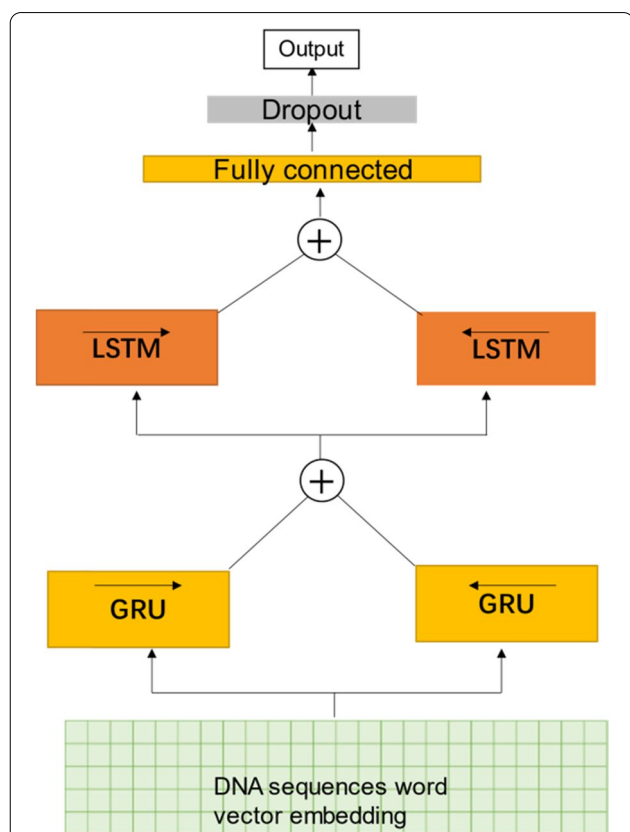 Output
Dropout
Fully connected
LSTM
LSTM
GRU
GRU
DNA sequences word
vector embedding